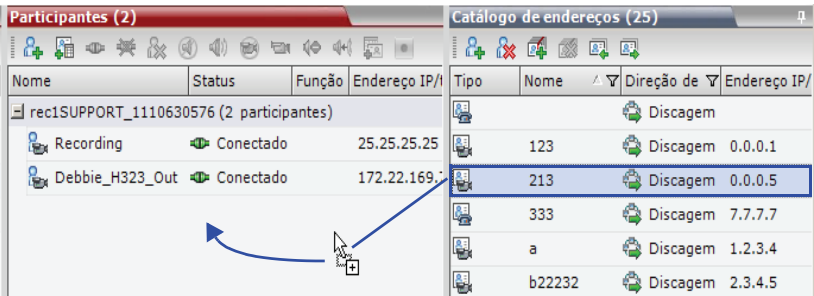 Participantes (2)
Nome Status Função Endereço IP/t
rec1SUPPORT_1110630576 (2 participantes)
Recording Conectado 25.25.25.25
Debbie_H323_Out Conectado 172.22.169.
Catálogo de endereços (25)
Tipo Nome Direção de Endereço IP/
Discagem
123 Discagem 0.0.0.1
213 Discagem 0.0.0.5
333 Discagem 7.7.7.7
a Discagem 1.2.3.4
b22232 Discagem 2.3.4.5